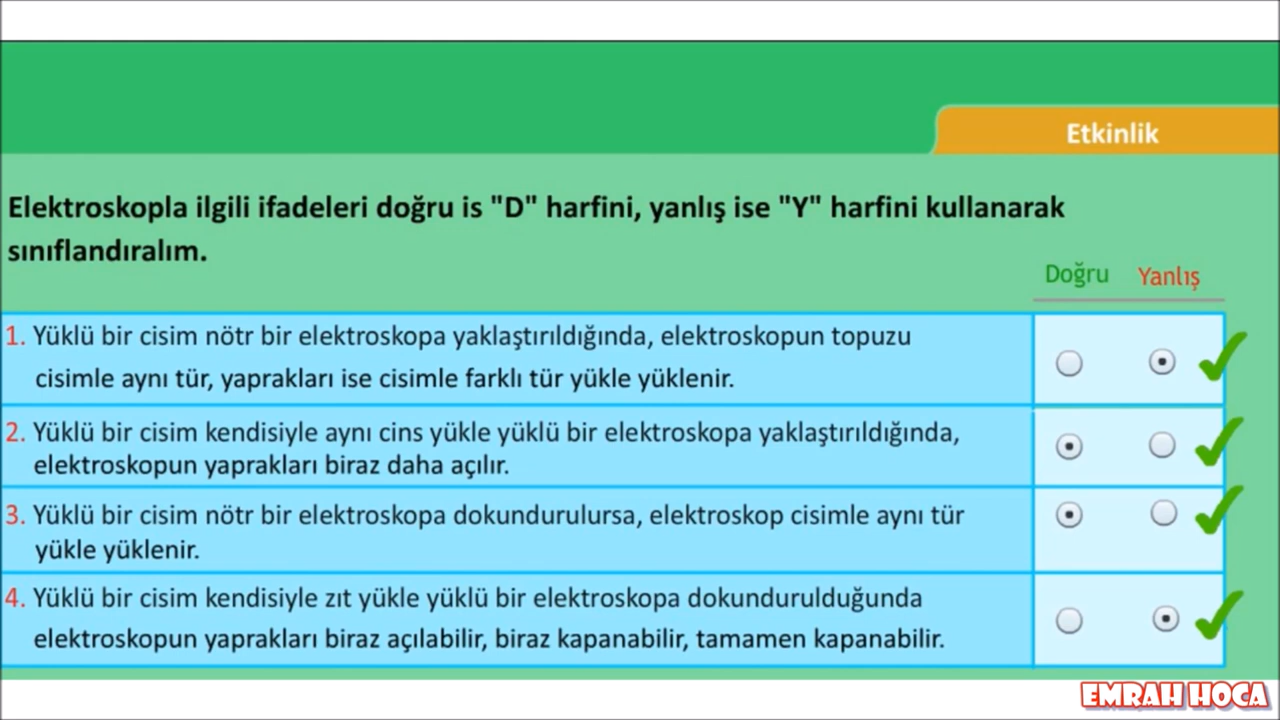 Etkinlik
Elektroskopla ilgili ifadeleri doğru is "D" harfini, yanlış ise "Y" harfini kullanarak
sınıflandıralım.
Doğru Yanlış
1. Yüklü bir cisim nötr bir elektroskopa yaklaştırıldığında, elektroskopun topuzu
cisimle aynı tür, yaprakları ise cisimle farklı tür yükle yüklenir.
2. Yüklü bir cisim kendisiyle aynı cins yükle yüklü bir elektroskopa yaklaştırıldığında,
elektroskopun yaprakları biraz daha açılır.
3. Yüklü bir cisim nötr bir elektroskopa dokundurulursa, elektroskop cisimle aynı tür
yükle yüklenir.
4. Yüklü bir cisim kendisiyle zıt yükle yüklü bir elektroskopa dokundurulduğunda
elektroskopun yaprakları biraz açılabilir, biraz kapanabilir, tamamen kapanabilir.
EMRAH HOCA